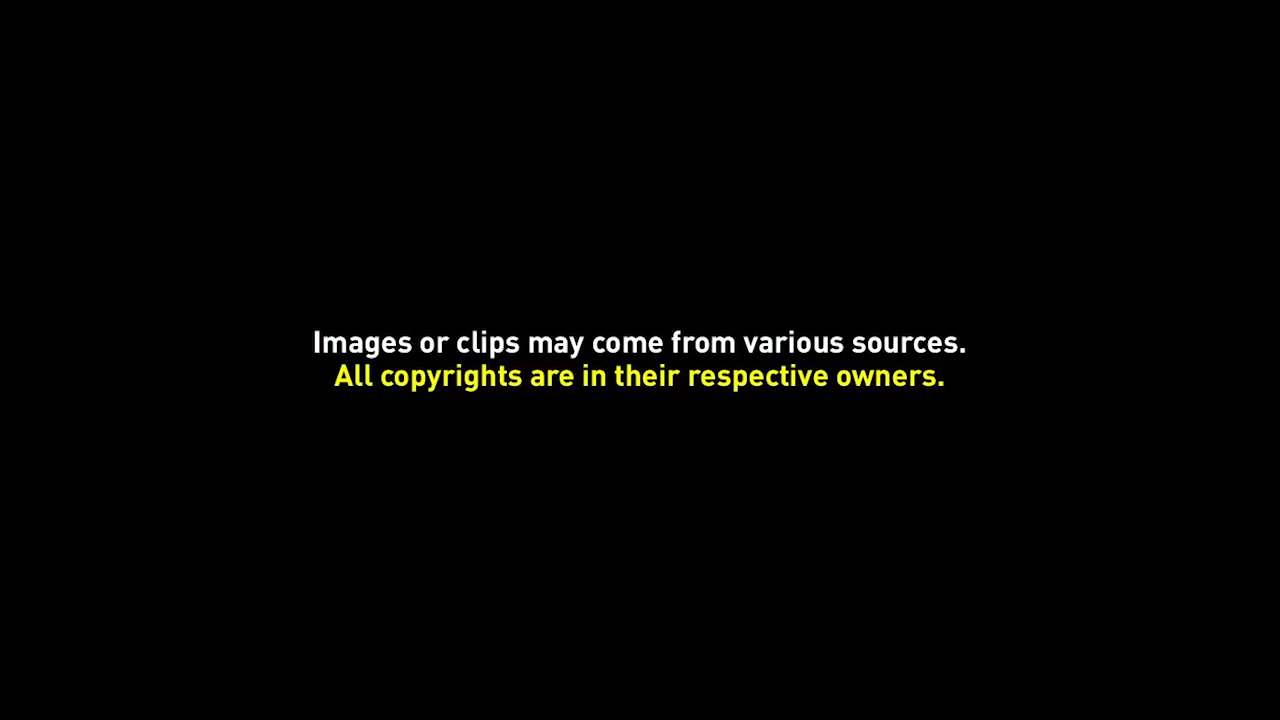 Images or clips may come from various sources.
All copyrights are in their respective owners.